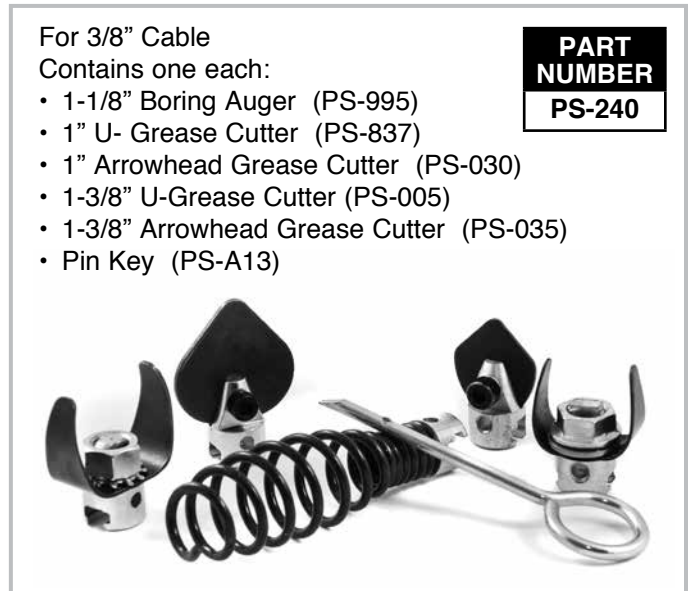 For 3/8” Cable
Contains one each:
• 1-1/8” Boring Auger (PS-995)
• 1” U- Grease Cutter (PS-837)
• 1” Arrowhead Grease Cutter (PS-030)
• 1-3/8” U-Grease Cutter (PS-005)
• 1-3/8” Arrowhead Grease Cutter (PS-035)
• Pin Key (PS-A13)
PART
NUMBER
PS-240